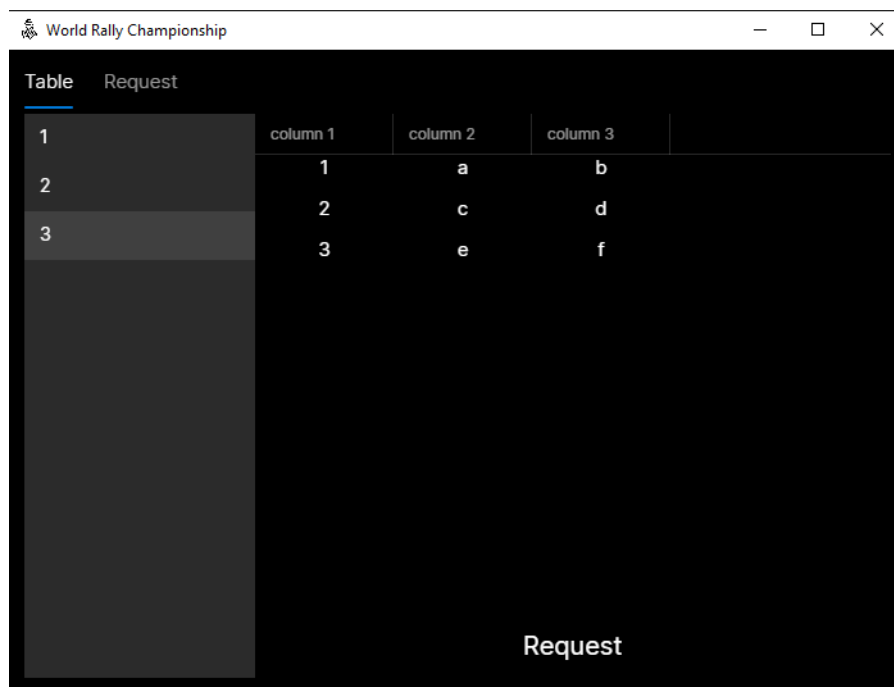 World Rally Championship
Table Request
1
2
3
column 1 column 2 column 3
1 a b
2 c d
3 e f
Request